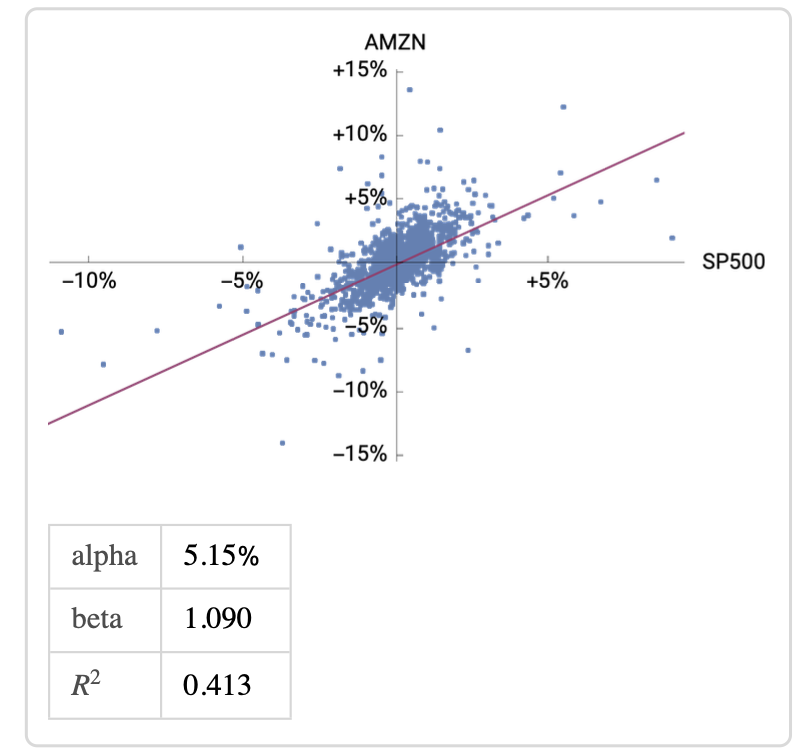 AMZN
+15%
+10%
+5%
SP500
−10%
−5%
+5%
−5%
−10%
−15%
alpha 5.15%
beta 1.090
R² 0.413